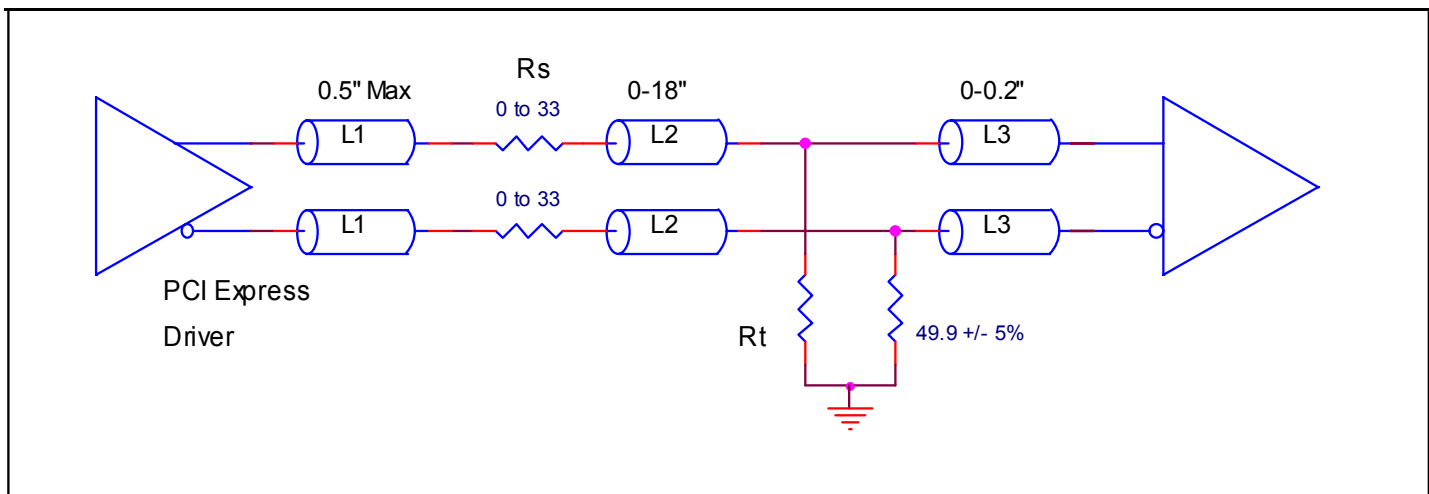 Rs
0.5" Max
0-18"
0-0.2"
0 to 33
L1
L2
L3
0 to 33
L1
L2
L3
PCI Express
Driver
Rt
49.9 +/- 5%